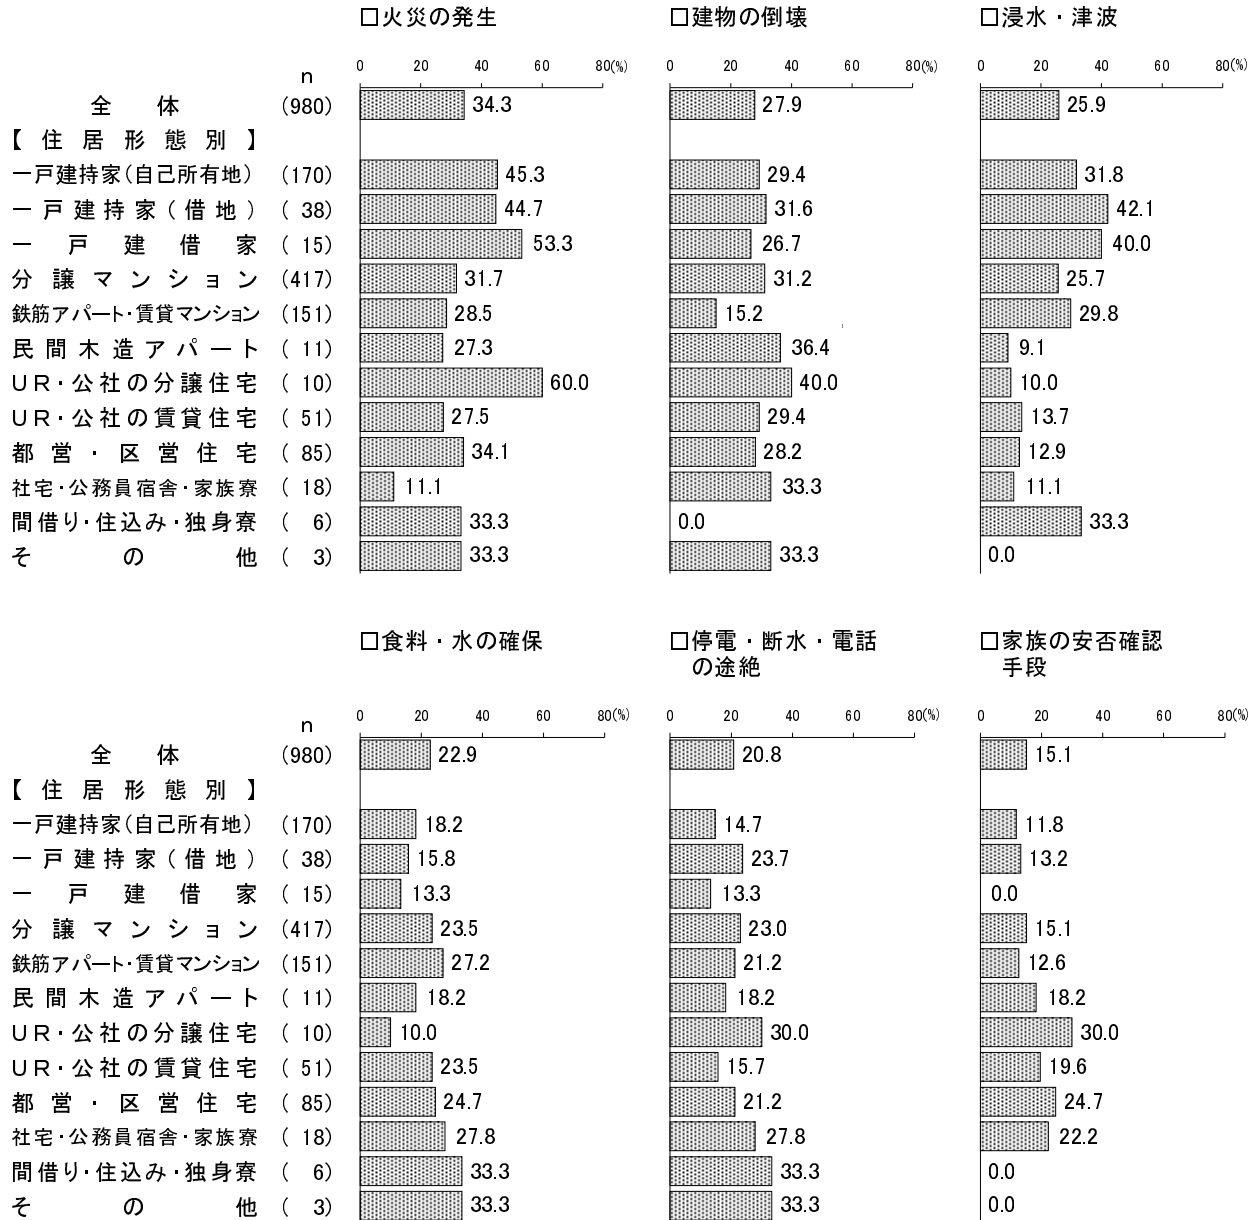 □火災の発生 □建物の倒壊 □浸水・津波
n 0 20 40 60 80(%) 0 20 40 60 80(%) 0 20 40 60 80(%)
全体 (980) 34.3 27.9 25.9
【住居形態別】
一戸建持家(自己所有地) (170) 45.3 29.4 31.8
一戸建持家(借地) ( 38) 44.7 31.6 42.1
一戸建借家 ( 15) 53.3 26.7 40.0
分譲マンション (417) 31.7 31.2 25.7
鉄筋アパート・賃貸マンション (151) 28.5 15.2 29.8
民間木造アパート ( 11) 27.3 36.4 9.1
UR・公社の分譲住宅 ( 10) 60.0 40.0 10.0
UR・公社の賃貸住宅 ( 51) 27.5 29.4 13.7
都営・区営住宅 ( 85) 34.1 28.2 12.9
社宅・公務員宿舎・家族寮 ( 18) 11.1 33.3 11.1
間借り・住込み・独身寮 ( 6) 33.3 0.0 33.3
その他 ( 3) 33.3 33.3 0.0
□食料・水の確保 □停電・断水・電話 □家族の安否確認
の途絶 手段
n 0 20 40 60 80(%) 0 20 40 60 80(%) 0 20 40 60 80(%)
全体 (980) 22.9 20.8 15.1
【住居形態別】
一戸建持家(自己所有地) (170) 18.2 14.7 11.8
一戸建持家(借地) ( 38) 15.8 23.7 13.2
一戸建借家 ( 15) 13.3 13.3 0.0
分譲マンション (417) 23.5 23.0 15.1
鉄筋アパート・賃貸マンション (151) 27.2 21.2 12.6
民間木造アパート ( 11) 18.2 18.2 18.2
UR・公社の分譲住宅 ( 10) 10.0 30.0 30.0
UR・公社の賃貸住宅 ( 51) 23.5 15.7 19.6
都営・区営住宅 ( 85) 24.7 21.2 24.7
社宅・公務員宿舎・家族寮 ( 18) 27.8 27.8 22.2
間借り・住込み・独身寮 ( 6) 33.3 33.3 0.0
その他 ( 3) 33.3 33.3 0.0